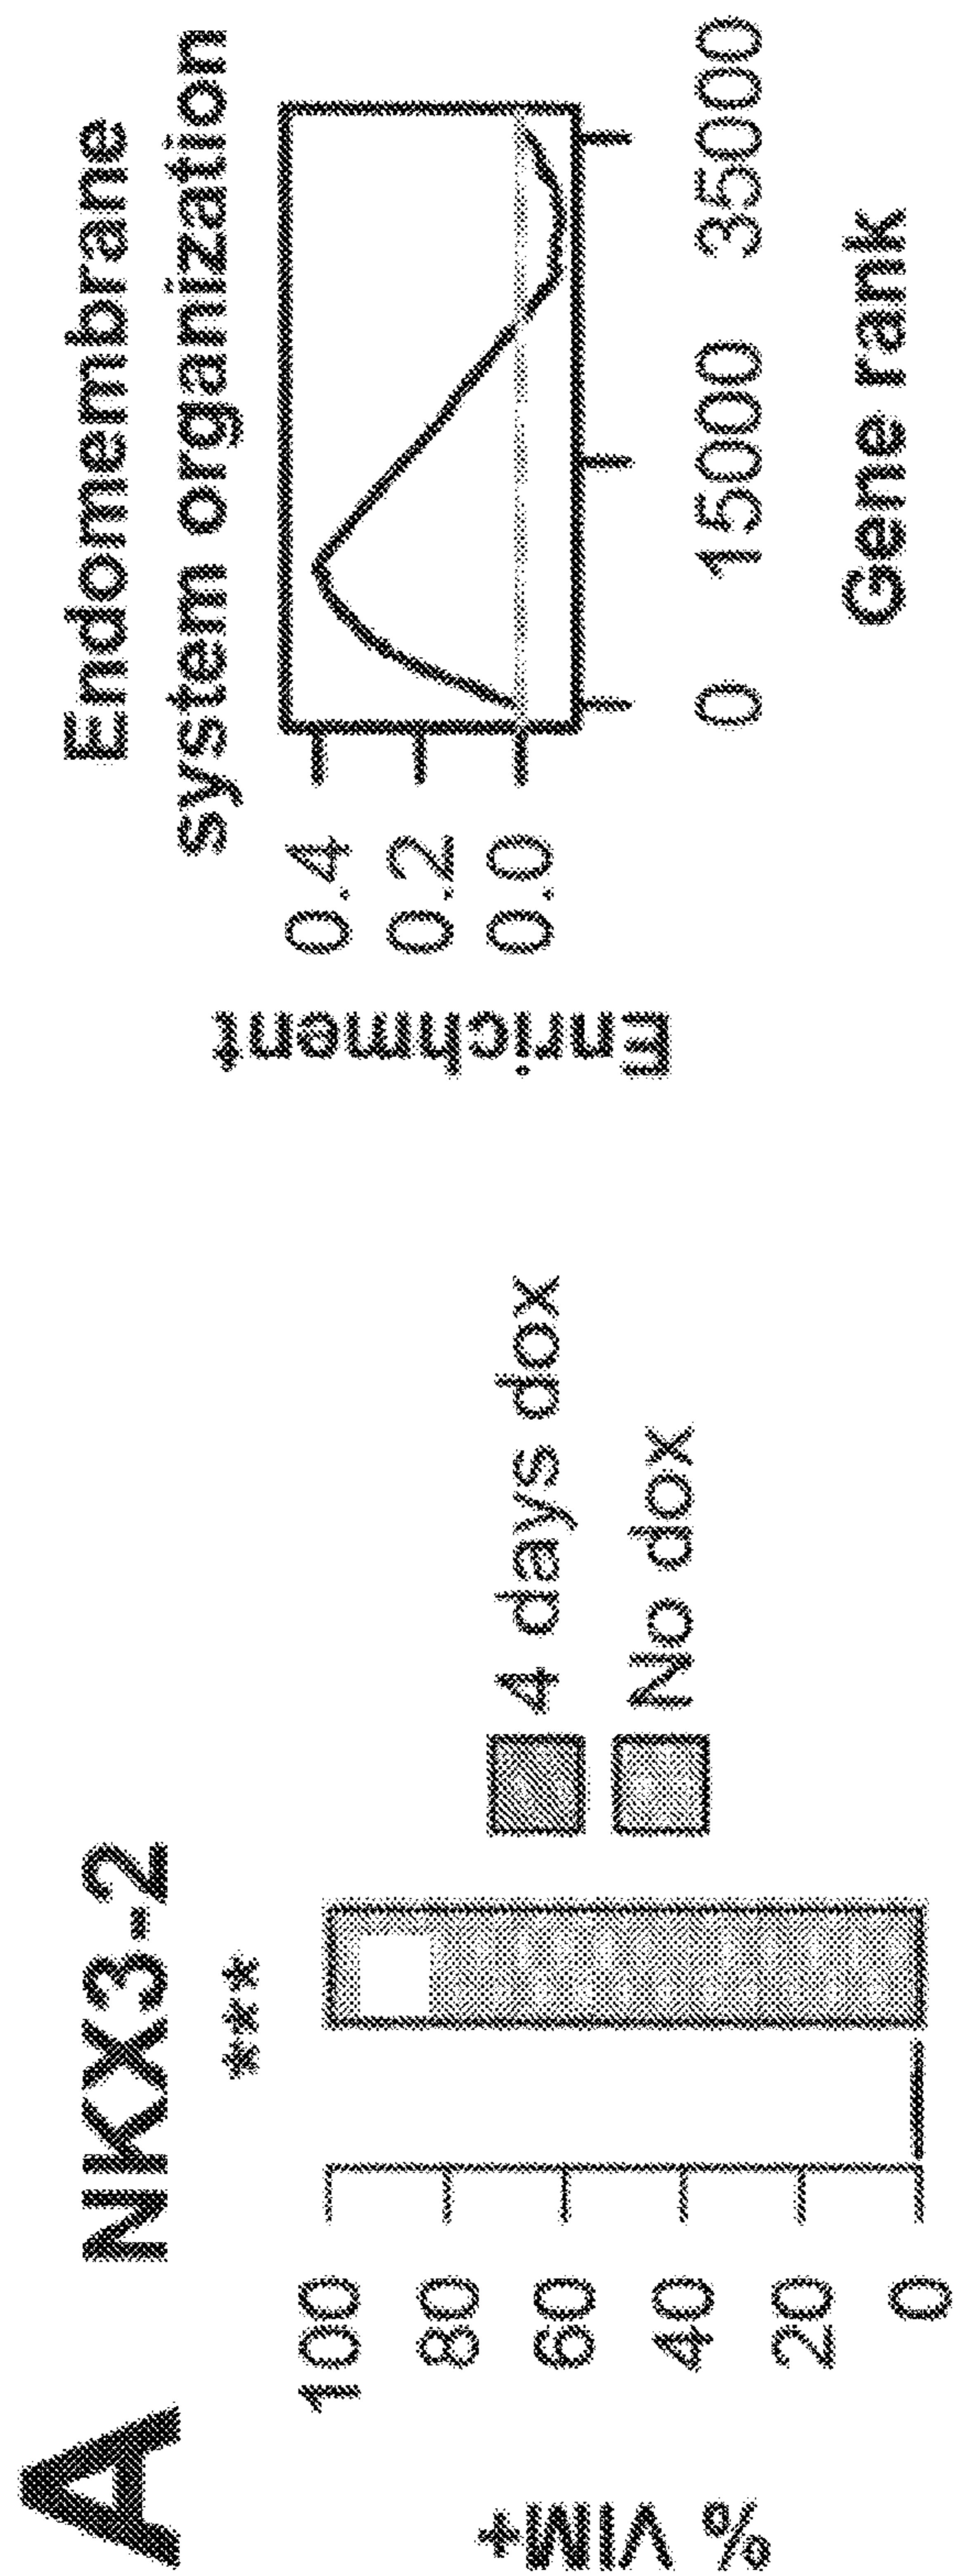 A
NKX3-2
***
% VIM+
100
80
60
40
20
0
4 days dox
No dox
Endomembrane
system organization
Enrichment
0.4
0.2
0.0
0 15000 35000
Gene rank